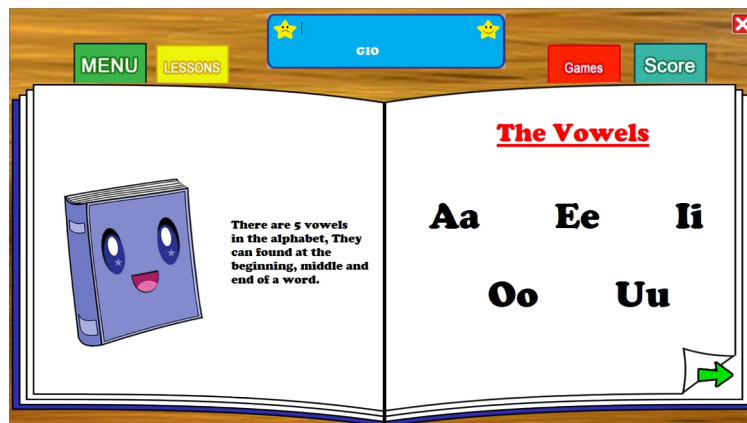 GIO
MENU
LESSONS
Games
Score
There are 5 vowels
in the alphabet, They
can found at the
beginning, middle and
end of a word.
The Vowels
Aa Ee Ii
Oo Uu